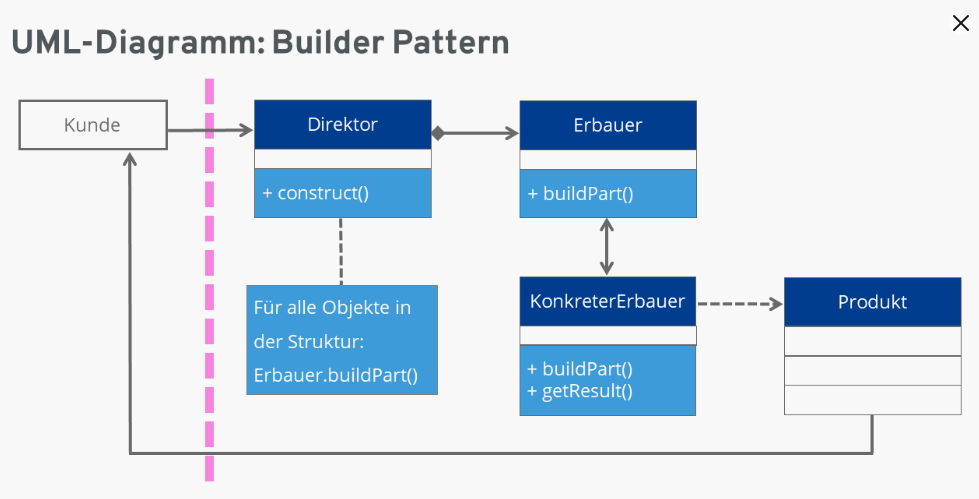 UML-Diagramm: Builder Pattern
Kunde
Direktor
+ construct()
Erbauer
+ buildPart()
Für alle Objekte in
der Struktur:
Erbauer.buildPart()
KonkreterErbauer
+ buildPart()
+ getResult()
Produkt